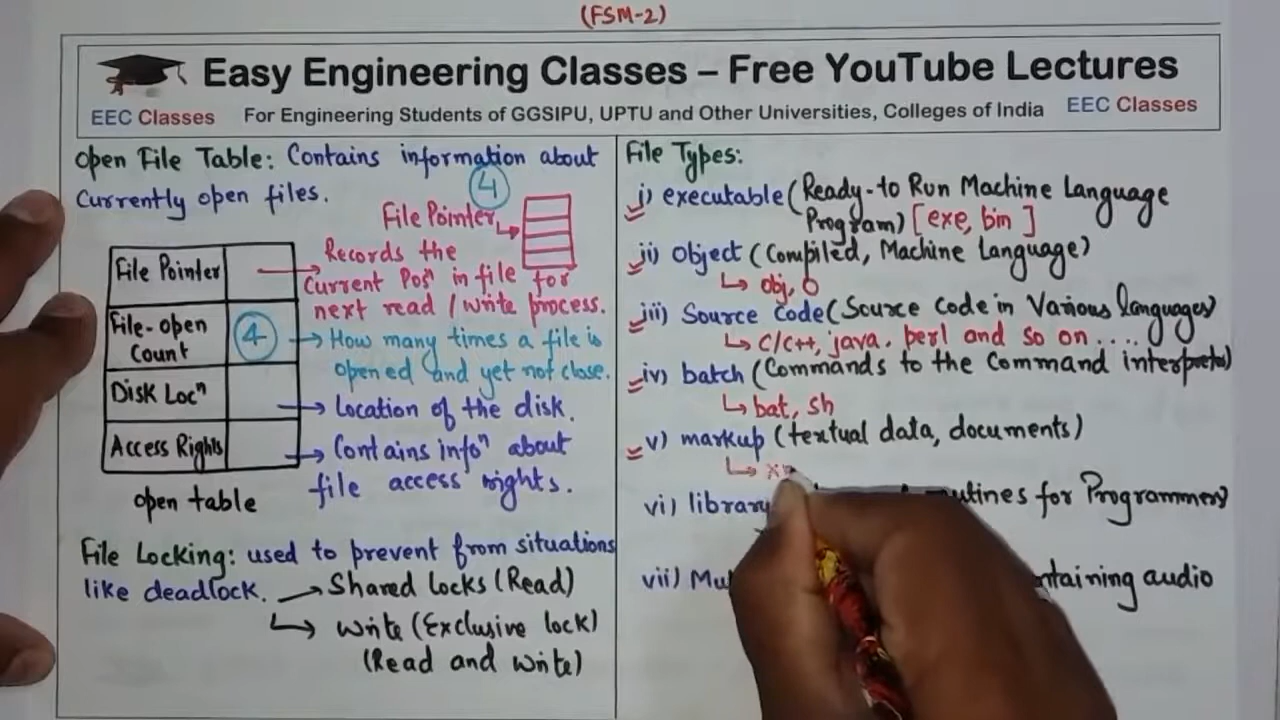 (FSM-2)
Easy Engineering Classes – Free YouTube Lectures
EEC Classes For Engineering Students of GGSIPU, UPTU and Other Universities, Colleges of India EEC Classes
Open File Table: Contains information about
Currently open files.
4
File Pointer
File Pointer
Records the
Current Posⁿ in file for
next read / write process.
File-open
Count
4
How many times a file is
opened and yet not close.
Disk Locⁿ
Location of the disk.
Access Rights
Contains infoⁿ about
file access rights.
open table
File Locking: used to prevent from situations
like deadlock. Shared Locks (Read)
Write (Exclusive lock)
(Read and Write)
File Types:
i) executable (Ready-to Run Machine Language
Program) [exe, bin]
ii) Object (Compiled, Machine Language)
obj, o
iii) Source Code (Source Code in Various languages)
C/C++, java, perl and so on ....
iv) batch (Commands to the Command interpreter)
bat, sh
v) markup (textual data, documents)
vi) library for Programmers
vii) audio